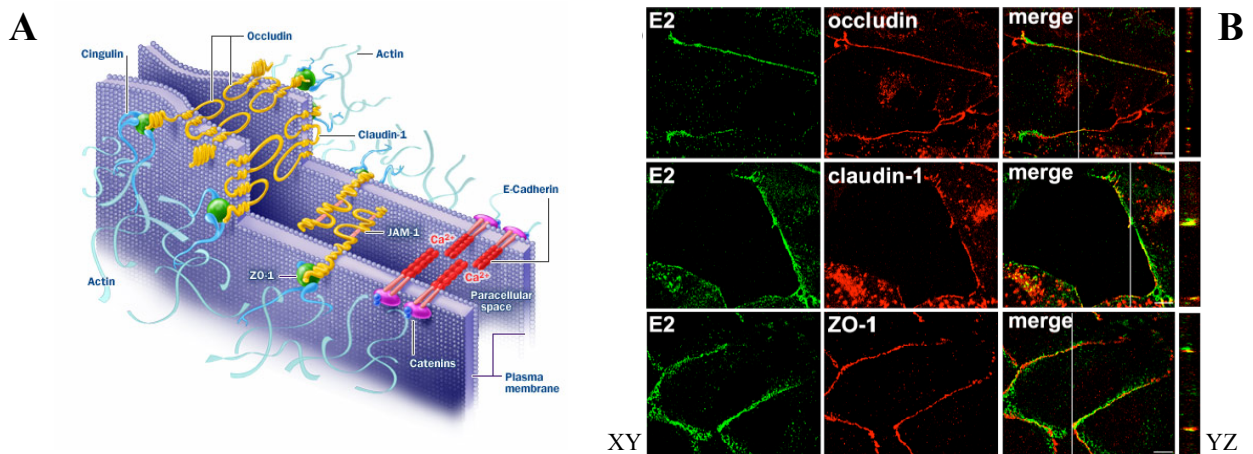 A
Occludin
Cingulin
Actin
Claudin-1
E-Cadherin
Ca2+
JAM-1
Ca2+
ZO-1
Actin
Paracellular
space
Catenins
Plasma
membrane
B
E2 occludin merge
E2 claudin-1 merge
E2 ZO-1 merge
XY YZ